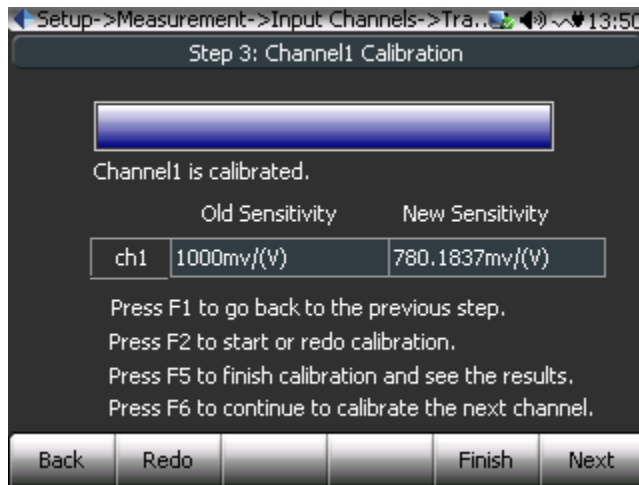 Setup->Measurement->Input Channels->Tra.. 13:50
Step 3: Channel1 Calibration
Channel1 is calibrated.
Old Sensitivity New Sensitivity
ch1 1000mv/(V) 780.1837mv/(V)
Press F1 to go back to the previous step.
Press F2 to start or redo calibration.
Press F5 to finish calibration and see the results.
Press F6 to continue to calibrate the next channel.
Back Redo Finish Next